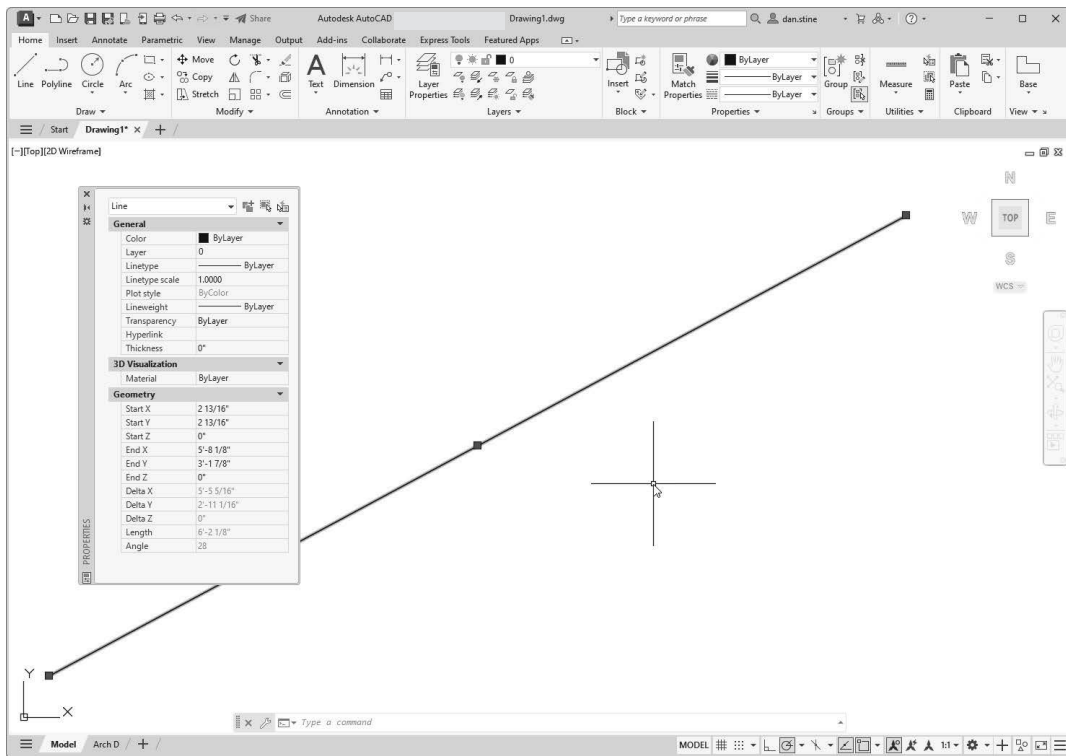 A Share Autodesk AutoCAD Drawing1.dwg Type a keyword or phrase dan.stine
Home Insert Annotate Parametric View Manage Output Add-ins Collaborate Express Tools Featured Apps
Line Polyline Circle Arc Move Copy Stretch Text Dimension Layer Properties 0 Insert Match Properties ByLayer ByLayer ByLayer Group Measure Paste Base
Draw Modify Annotation Layers Block Properties Groups Utilities Clipboard View
Start Drawing1*
[−][Top][2D Wireframe]
N
W TOP E
S
WCS
Line
General
Color ByLayer
Layer 0
Linetype ByLayer
Linetype scale 1.0000
Plot style ByColor
Lineweight ByLayer
Transparency ByLayer
Hyperlink
Thickness 0"
3D Visualization
Material ByLayer
Geometry
Start X 2 13/16"
Start Y 2 13/16"
Start Z 0"
End X 5'-8 1/8"
End Y 3'-1 7/8"
End Z 0"
Delta X 5'-5 5/16"
Delta Y 2'-11 1/16"
Delta Z 0"
Length 6'-2 1/8"
Angle 28
PROPERTIES
Y
X
Type a command
Model Arch D MODEL 1:1